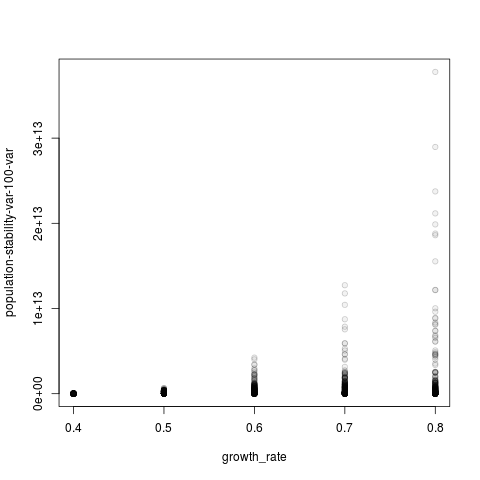 population-stability-var-100-var
3e+13
2e+13
1e+13
0e+00
0.4 0.5 0.6 0.7 0.8
growth_rate